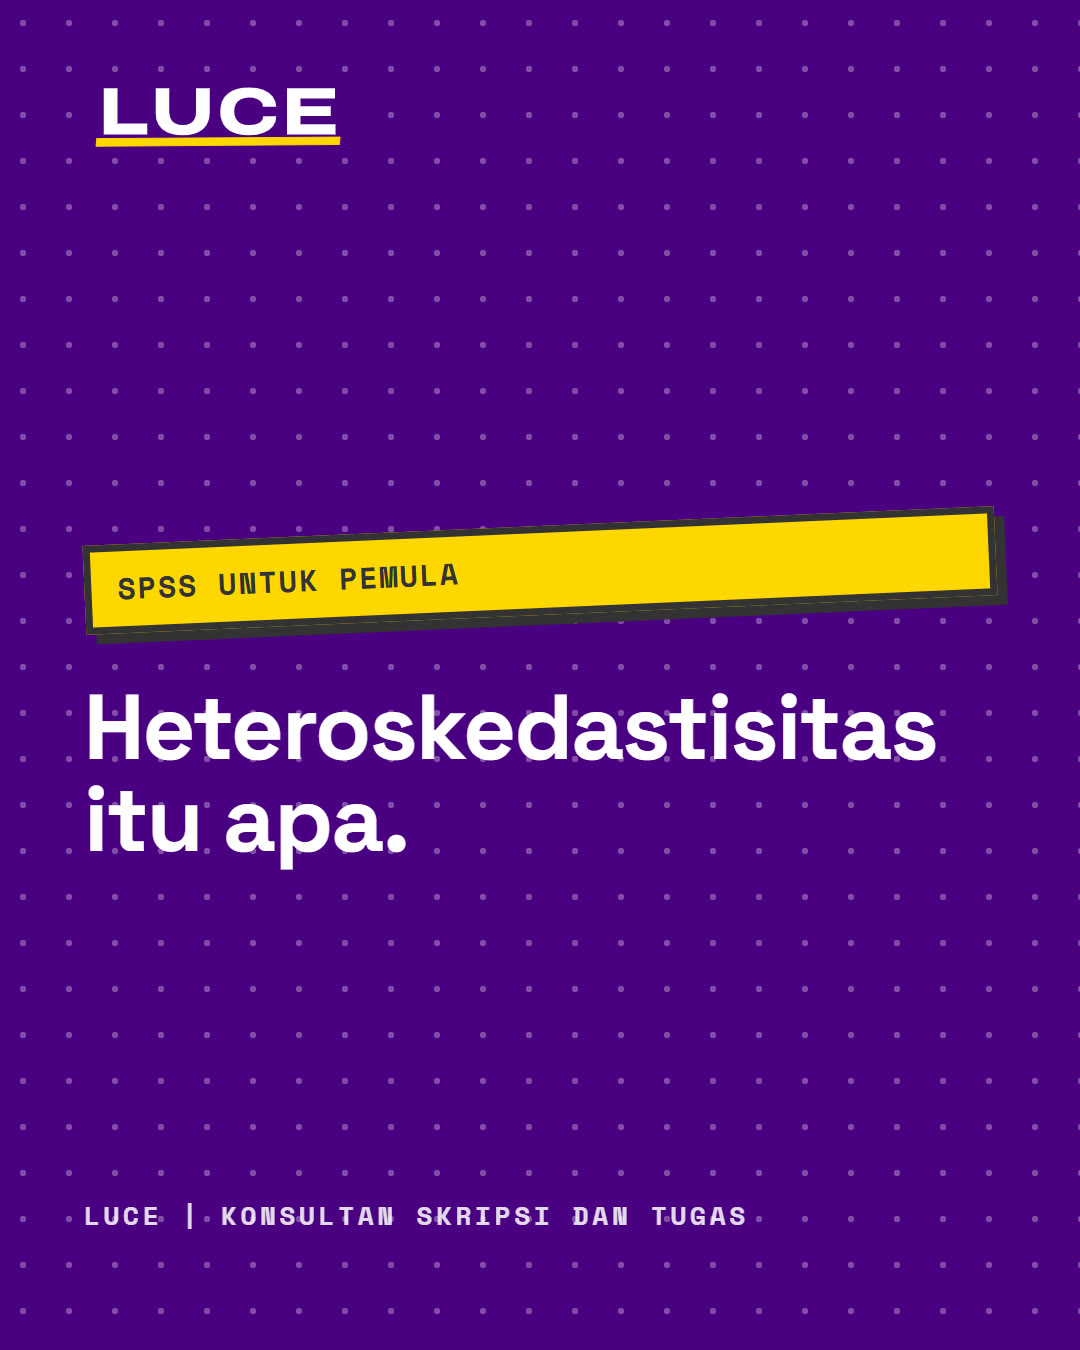 LUCE
SPSS UNTUK PEMULA
Heteroskedastisitas
itu apa.
LUCE | KONSULTAN SKRIPSI DAN TUGAS